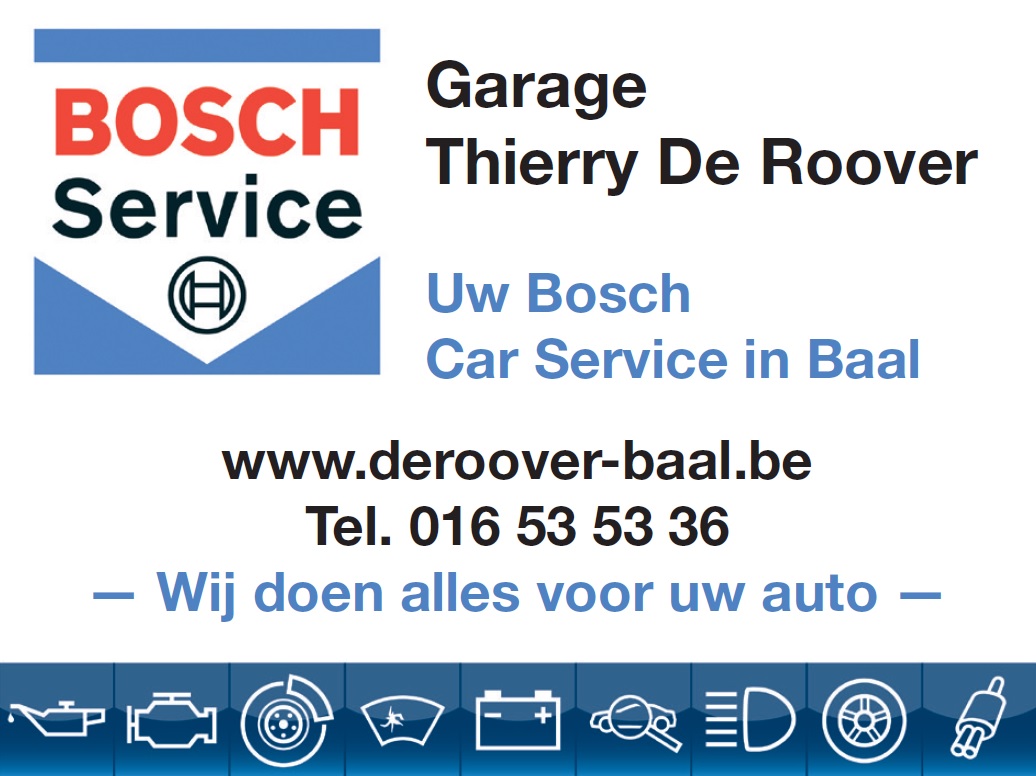 BOSCH
Service
Garage
Thierry De Roover
Uw Bosch
Car Service in Baal
www.deroover-baal.be
Tel. 016 53 53 36
— Wij doen alles voor uw auto —